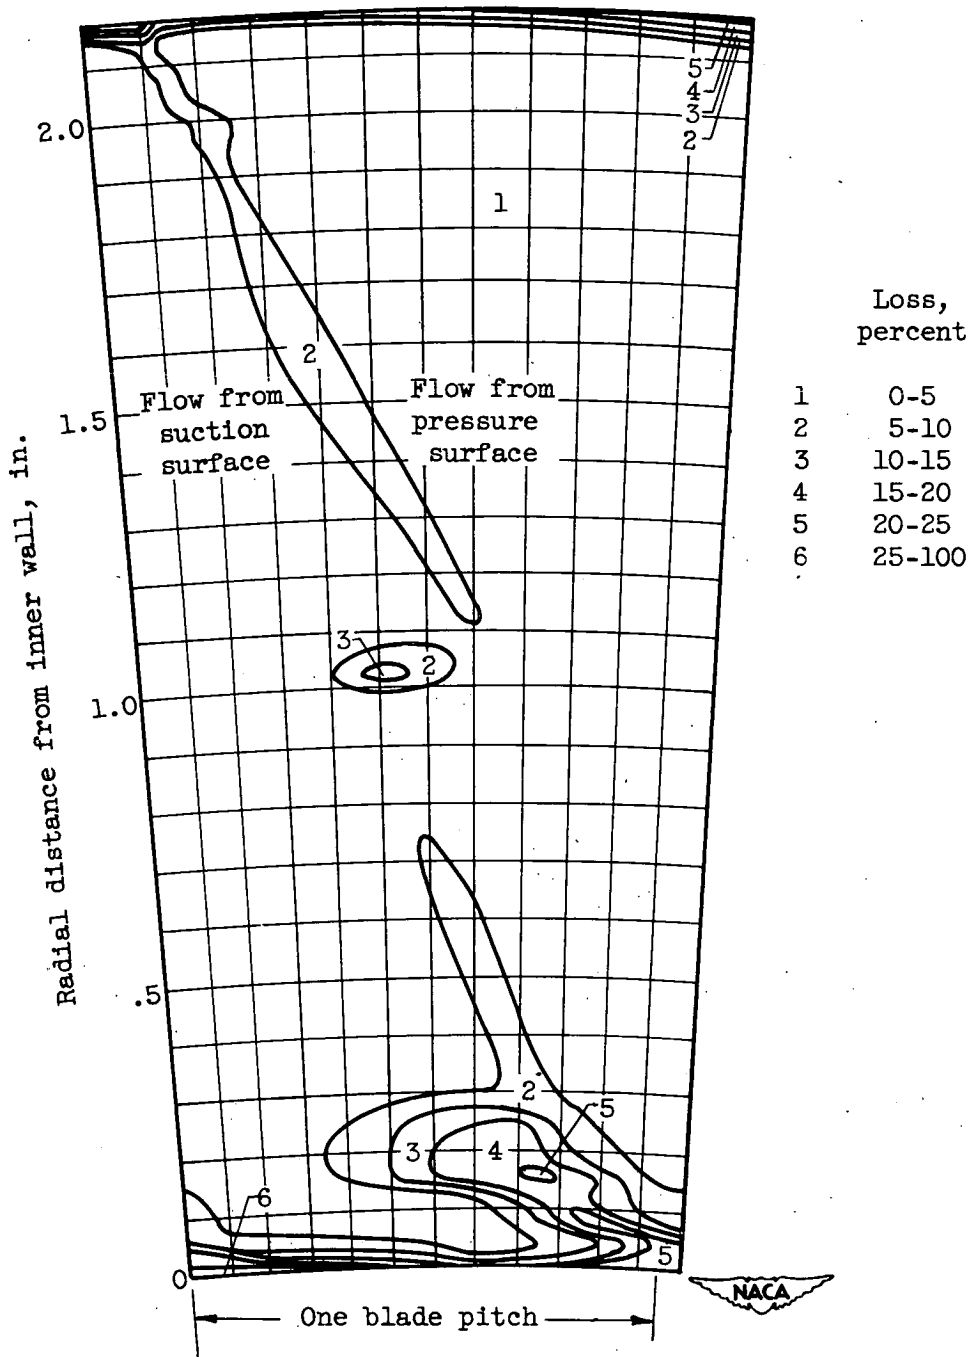 5
4
3
2
2.0
1
Loss,
percent
1 0-5
2 5-10
3 10-15
4 15-20
5 20-25
6 25-100
2
Flow from
suction
surface
Flow from
pressure
surface
1.5
Radial distance from inner wall, in.
3
2
1.0
.5
2
5
3
4
6
5
0
NACA
One blade pitch